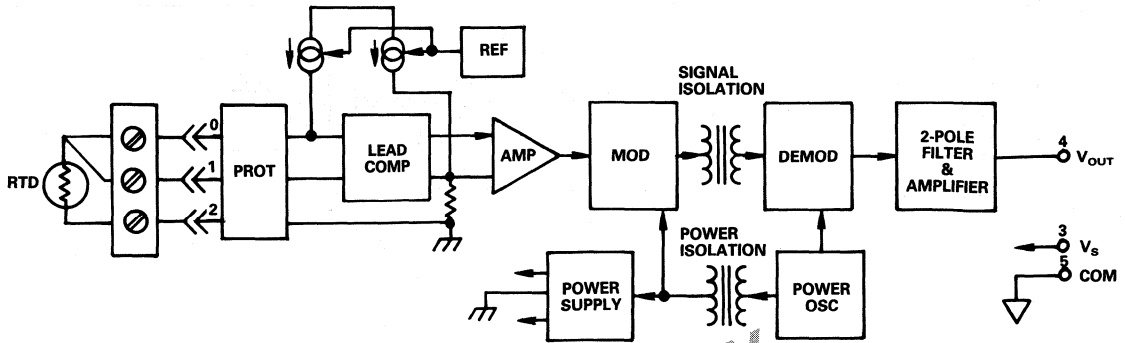 REF
SIGNAL
ISOLATION
0
1
2
RTD
PROT
LEAD
COMP
AMP
MOD
DEMOD
2-POLE
FILTER
&
AMPLIFIER
4
VOUT
POWER
ISOLATION
POWER
SUPPLY
POWER
OSC
3
VS
5
COM